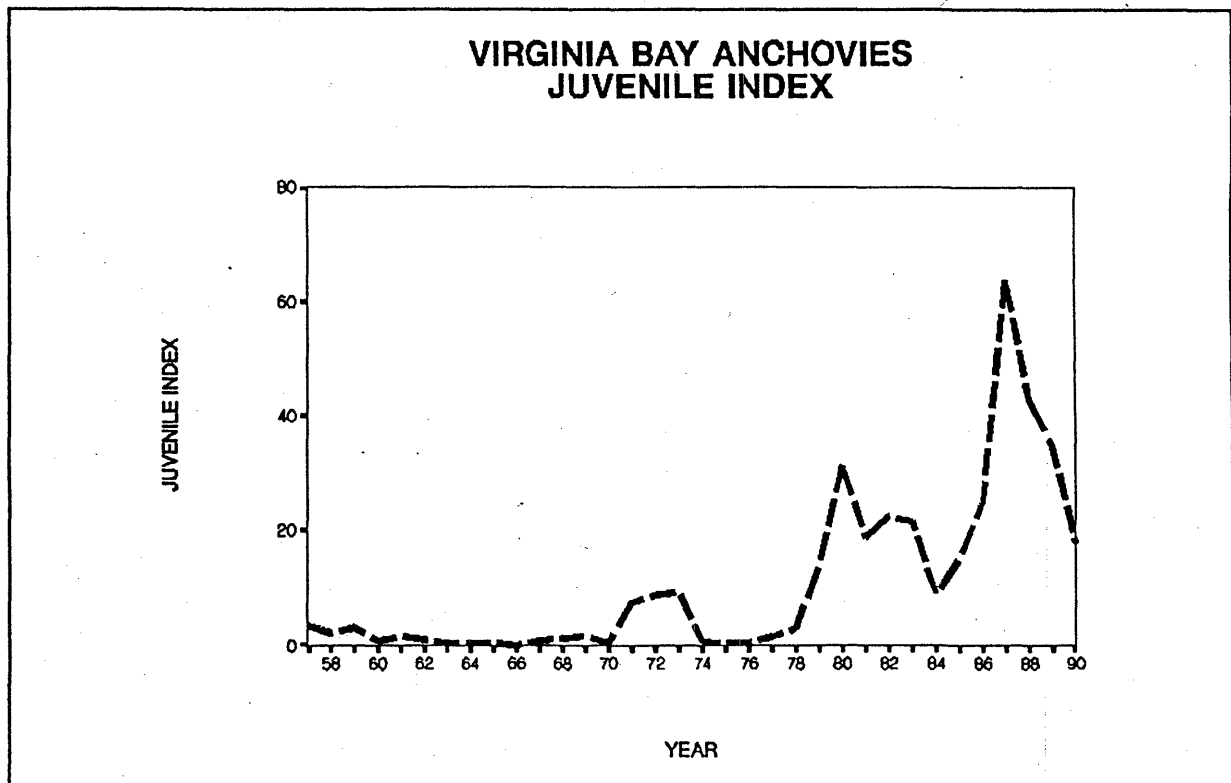 VIRGINIA BAY ANCHOVIES
JUVENILE INDEX
80
60
40
20
0
JUVENILE INDEX
58 60 62 64 66 68 70 72 74 76 78 80 82 84 86 88 90
YEAR